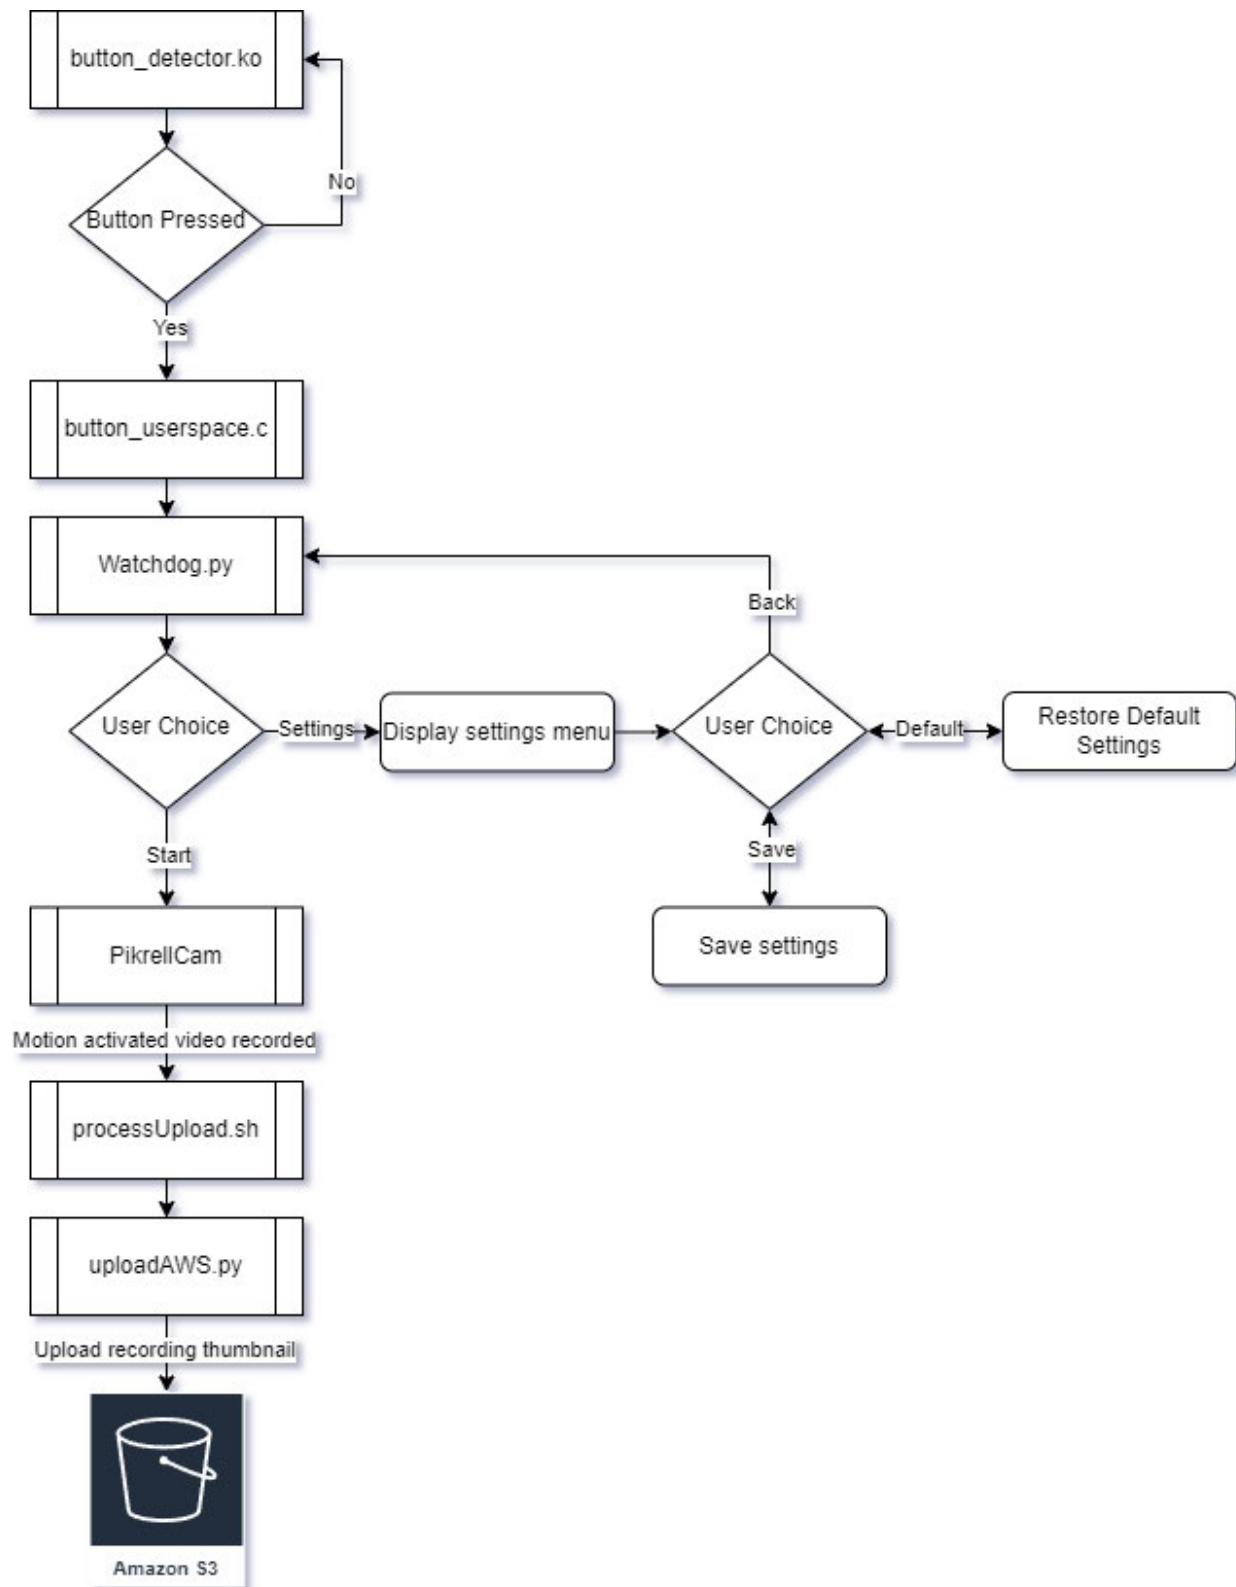 button_detector.ko
No
Button Pressed
Yes
button_userspace.c
Watchdog.py
Back
User Choice
Settings
Display settings menu
User Choice
Default
Restore Default
Settings
Start
Save
PikrellCam
Save settings
Motion activated video recorded
processUpload.sh
uploadAWS.py
Upload recording thumbnail
Amazon S3